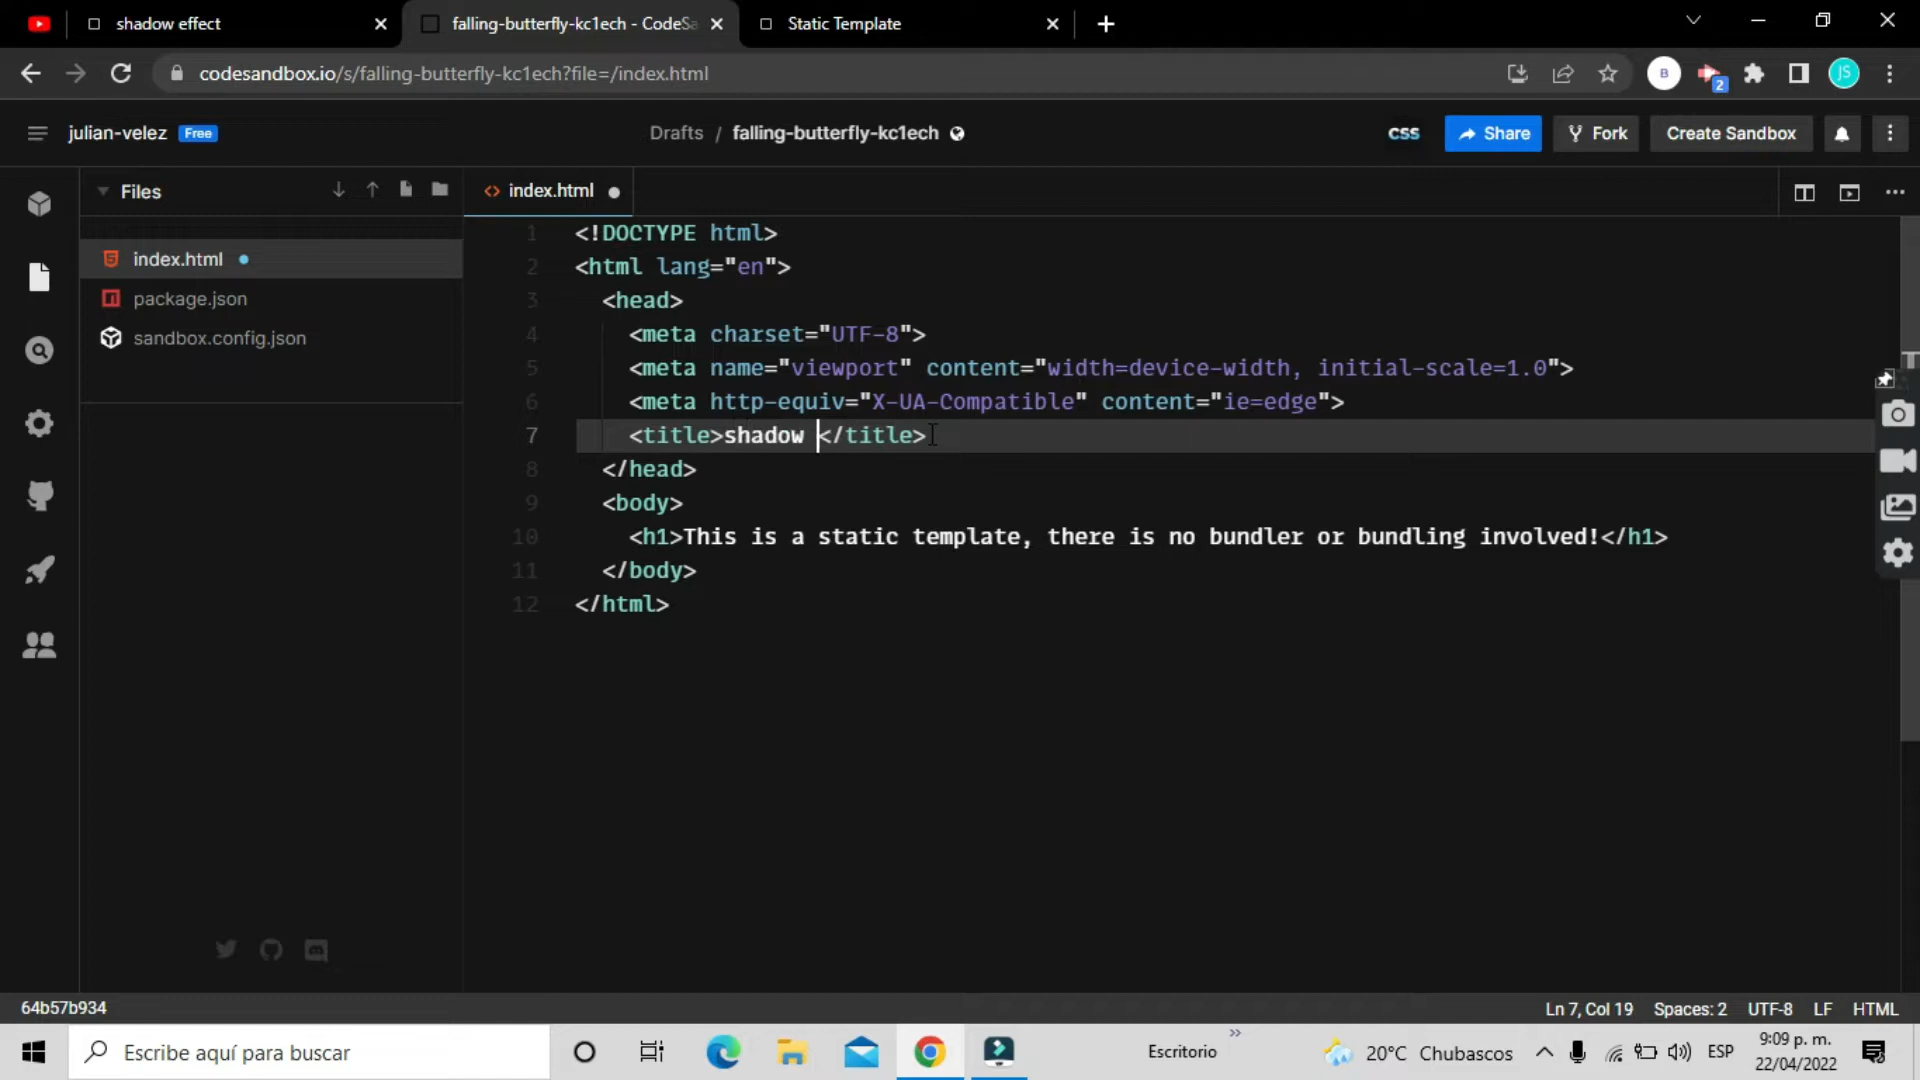 shadow effect
falling-butterfly-kc1ech - CodeSa
Static Template
codesandbox.io/s/falling-butterfly-kc1ech?file=/index.html
B
2
JS
julian-velez Free
Drafts / falling-butterfly-kc1ech
CSS
Share
Fork
Create Sandbox
Files
index.html
package.json
sandbox.config.json
<> index.html
1 <!DOCTYPE html>
2 <html lang="en">
3 <head>
4 <meta charset="UTF-8">
5 <meta name="viewport" content="width=device-width, initial-scale=1.0">
6 <meta http-equiv="X-UA-Compatible" content="ie=edge">
7 <title>shadow </title>
8 </head>
9 <body>
10 <h1>This is a static template, there is no bundler or bundling involved!</h1>
11 </body>
12 </html>
64b57b934
Ln 7, Col 19 Spaces: 2 UTF-8 LF HTML
Escribe aquí para buscar
Escritorio
20°C Chubascos
ESP
9:09 p. m.
22/04/2022